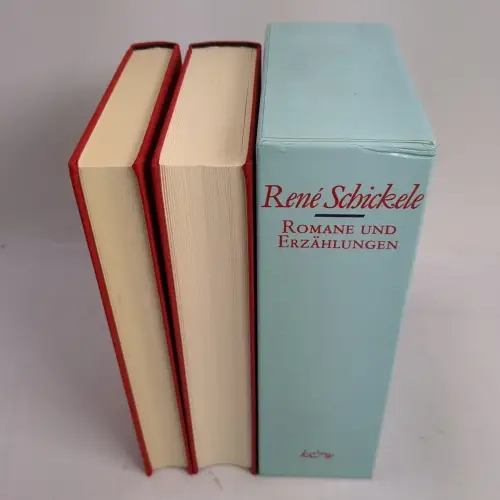 René Schickele
ROMANE UND
ERZÄHLUNGEN